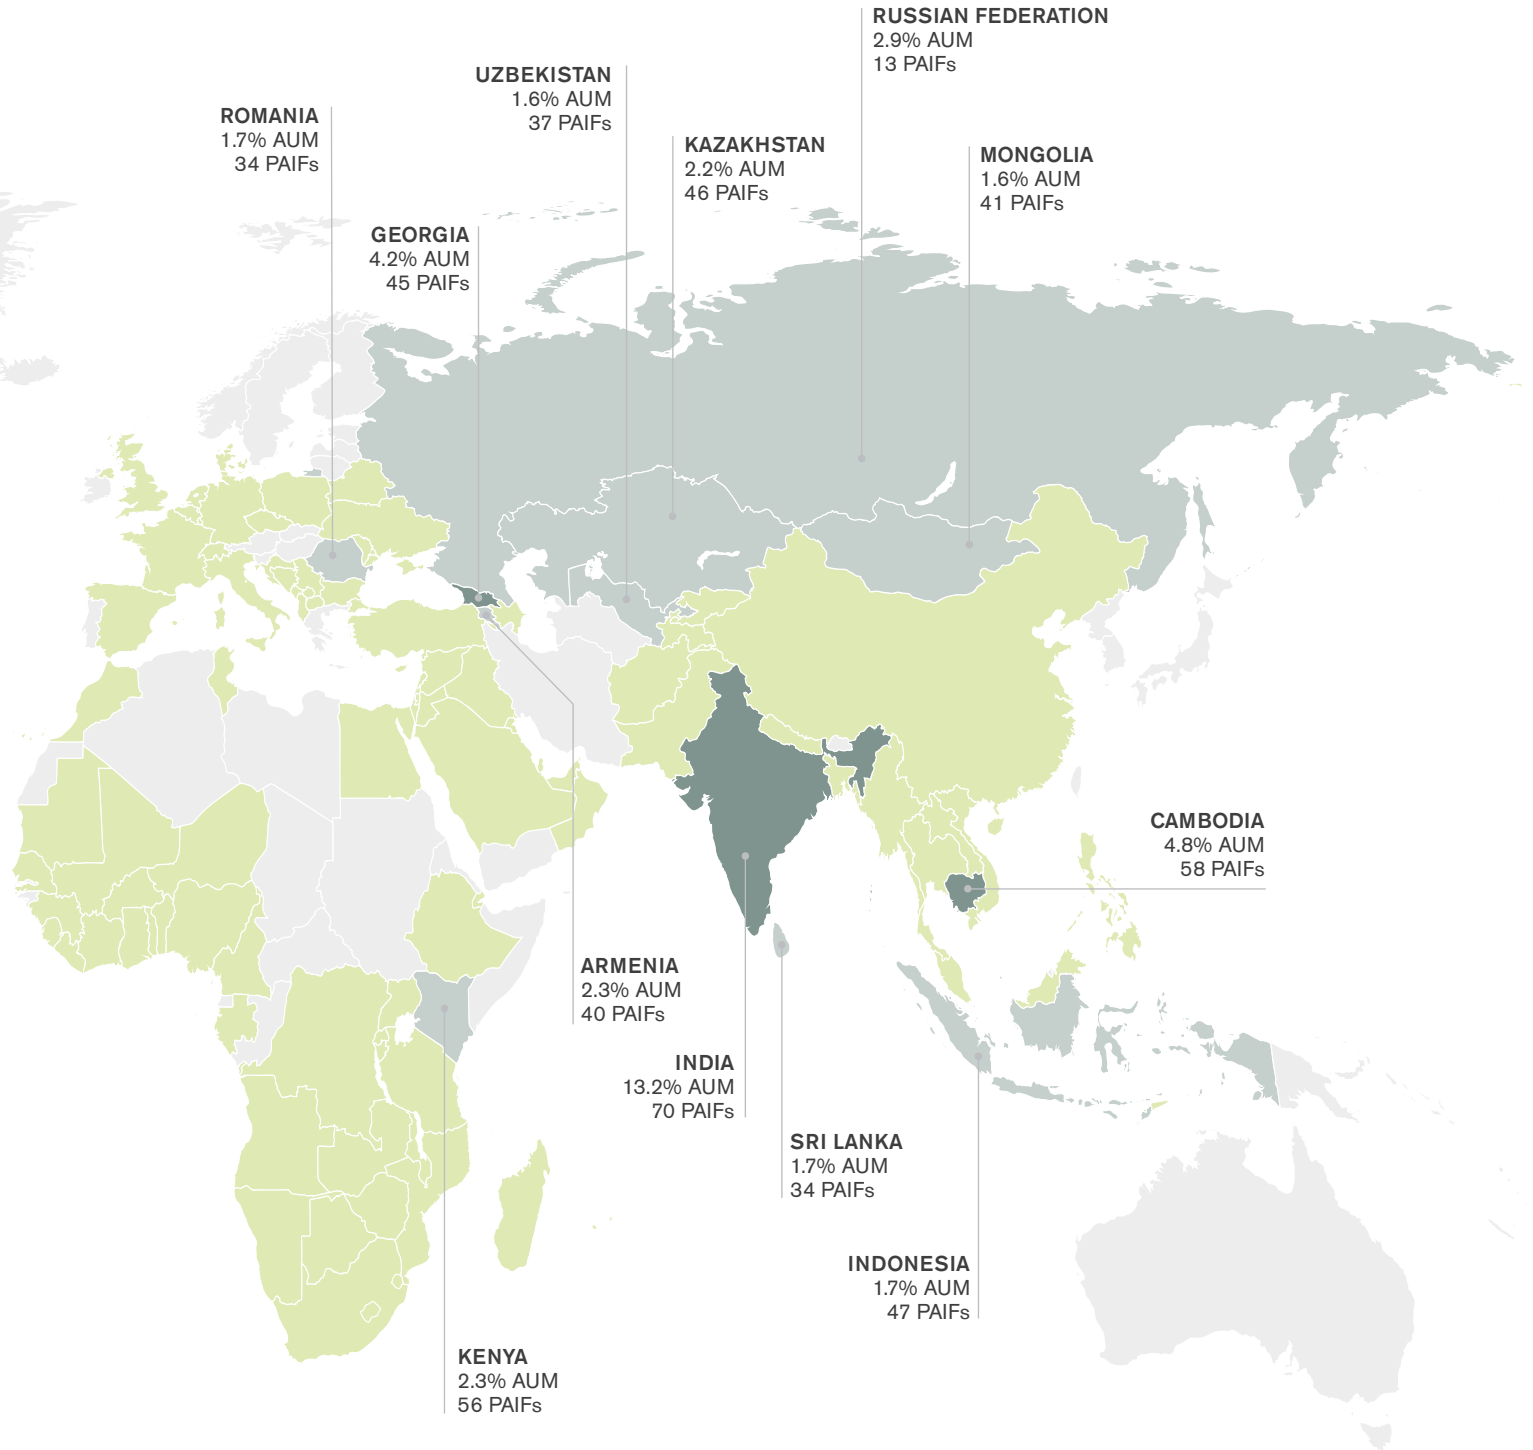 RUSSIAN FEDERATION
2.9% AUM
13 PAIFs
UZBEKISTAN
1.6% AUM
37 PAIFs
ROMANIA
1.7% AUM
34 PAIFs
KAZAKHSTAN
2.2% AUM
46 PAIFs
MONGOLIA
1.6% AUM
41 PAIFs
GEORGIA
4.2% AUM
45 PAIFs
CAMBODIA
4.8% AUM
58 PAIFs
ARMENIA
2.3% AUM
40 PAIFs
INDIA
13.2% AUM
70 PAIFs
SRI LANKA
1.7% AUM
34 PAIFs
INDONESIA
1.7% AUM
47 PAIFs
KENYA
2.3% AUM
56 PAIFs